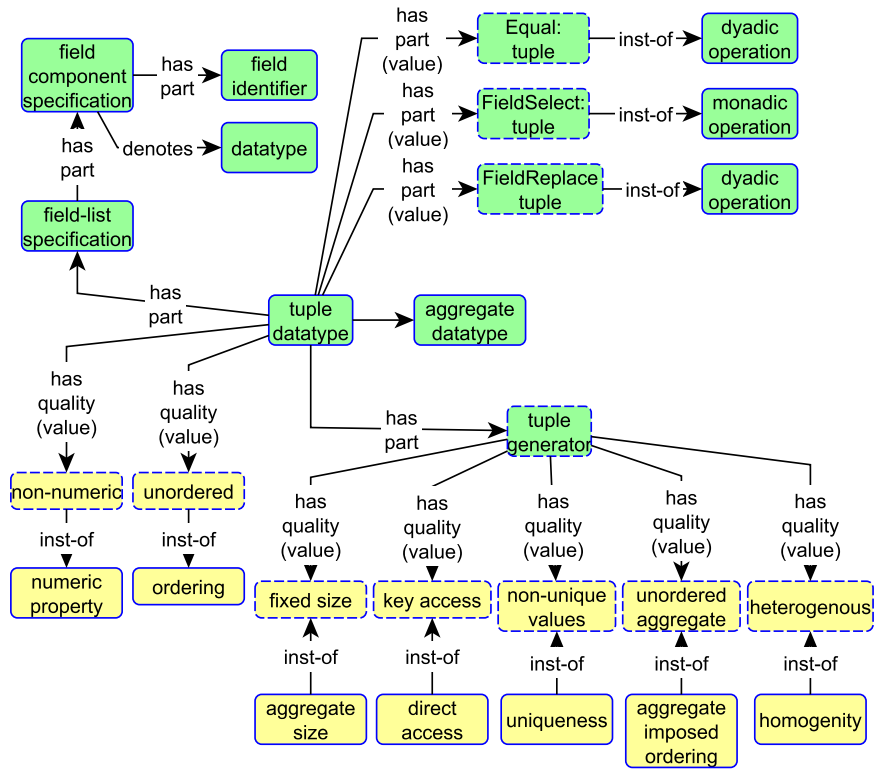 field
component
specification
has
part
field
identifier
denotes
datatype
has
part
field-list
specification
has
part
(value)
Equal:
tuple
inst-of
dyadic
operation
has
part
(value)
FieldSelect:
tuple
inst-of
monadic
operation
has
part
(value)
FieldReplace
tuple
inst-of
dyadic
operation
has
part
tuple
datatype
aggregate
datatype
has
quality
(value)
has
quality
(value)
has
part
tuple
generator
non-numeric
unordered
inst-of
inst-of
numeric
property
ordering
has
quality
(value)
has
quality
(value)
has
quality
(value)
has
quality
(value)
has
quality
(value)
fixed size
key access
non-unique
values
unordered
aggregate
heterogenous
inst-of
inst-of
inst-of
inst-of
inst-of
aggregate
size
direct
access
uniqueness
aggregate
imposed
ordering
homogenity